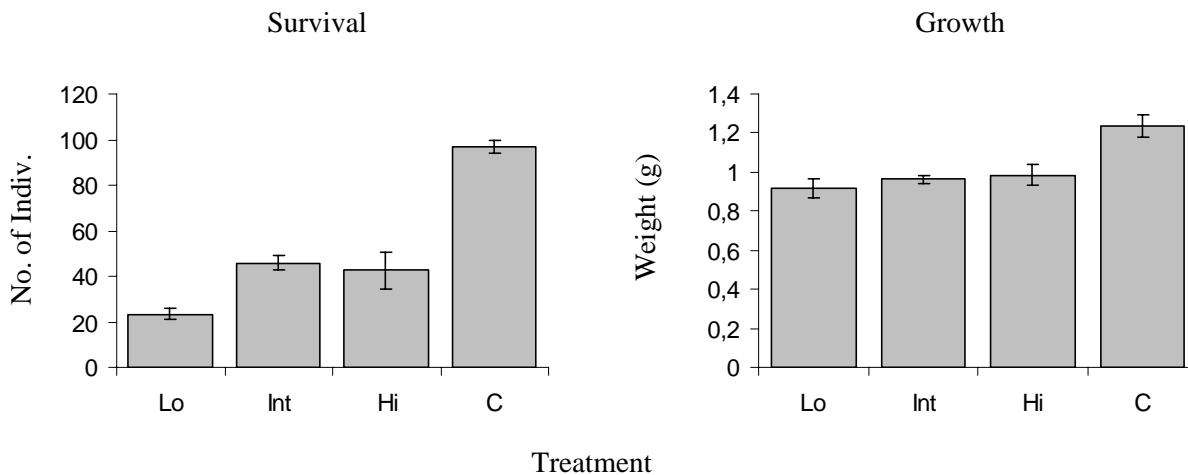 Survival
No. of Indiv.
120
100
80
60
40
20
0
Lo Int Hi C
Growth
Weight (g)
1,4
1,2
1
0,8
0,6
0,4
0,2
0
Lo Int Hi C
Treatment